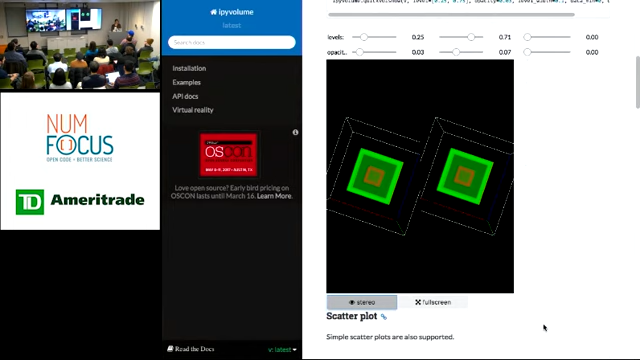 NUM
FOCUS
OPEN CODE = BETTER SCIENCE
TD Ameritrade
ipyvolume
latest
Search docs
Installation
Examples
API docs
Virtual reality
OSCON
Love open source? Early bird pricing on
OSCON lasts until March 16. Learn More.
Read the Docs
v: latest
levels:
0.25
0.71
0.00
opacit..
0.03
0.07
0.00
stereo
fullscreen
Scatter plot
Simple scatter plots are also supported.